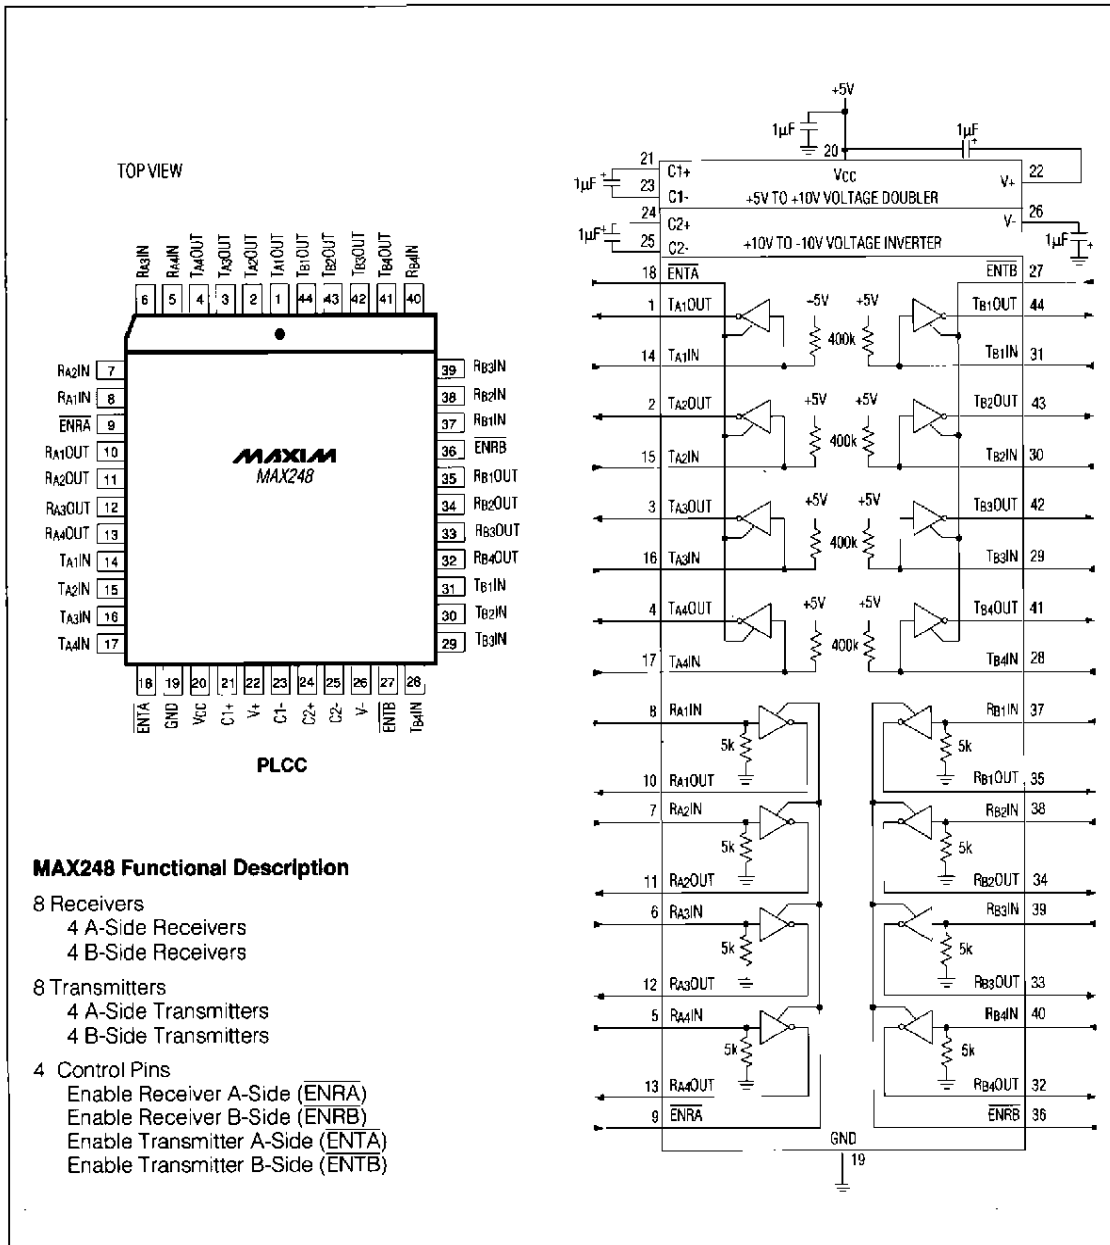 TOP VIEW
RA3IN
RA4IN
TA4OUT
TA3OUT
TA2OUT
TA1OUT
TB1OUT
TB2OUT
TB3OUT
TB4OUT
RB4IN
6 5 4 3 2 1 44 43 42 41 40
RA2IN 7
RA1IN 8
ENRA 9
RA1OUT 10
RA2OUT 11
RA3OUT 12
RA4OUT 13
TA1IN 14
TA2IN 15
TA3IN 16
TA4IN 17
MAXIM
MAX248
39 RB3IN
38 RB2IN
37 RB1IN
36 ENRB
35 RB1OUT
34 RB2OUT
33 RB3OUT
32 RB4OUT
31 TB1IN
30 TB2IN
29 TB3IN
18 19 20 21 22 23 24 25 26 27 28
ENTA
GND
VCC
C1+
V+
C1-
C2+
C2-
V-
ENTB
TB4IN
PLCC
MAX248 Functional Description
8 Receivers
4 A-Side Receivers
4 B-Side Receivers
8 Transmitters
4 A-Side Transmitters
4 B-Side Transmitters
4 Control Pins
Enable Receiver A-Side (ENRA)
Enable Receiver B-Side (ENRB)
Enable Transmitter A-Side (ENTA)
Enable Transmitter B-Side (ENTB)
+5V
1µF
1µF +
20
21 C1+ VCC V+ 22
1µF +
23 C1- +5V TO +10V VOLTAGE DOUBLER
24 C2+ V- 26
1µF +
25 C2- +10V TO -10V VOLTAGE INVERTER
1µF +
18 ENTA ENTB 27
1 TA1OUT +5V +5V TB1OUT 44
400k
14 TA1IN TB1IN 31
2 TA2OUT +5V +5V TB2OUT 43
400k
15 TA2IN TB2IN 30
3 TA3OUT +5V +5V TB3OUT 42
400k
16 TA3IN TB3IN 29
4 TA4OUT +5V +5V TB4OUT 41
400k
17 TA4IN TB4IN 28
8 RA1IN RB1IN 37
5k 5k
10 RA1OUT RB1OUT 35
7 RA2IN RB2IN 38
5k 5k
11 RA2OUT RB2OUT 34
6 RA3IN RB3IN 39
5k 5k
12 RA3OUT RB3OUT 33
5 RA4IN RB4IN 40
5k 5k
13 RA4OUT RB4OUT 32
9 ENRA ENRB 36
GND
19